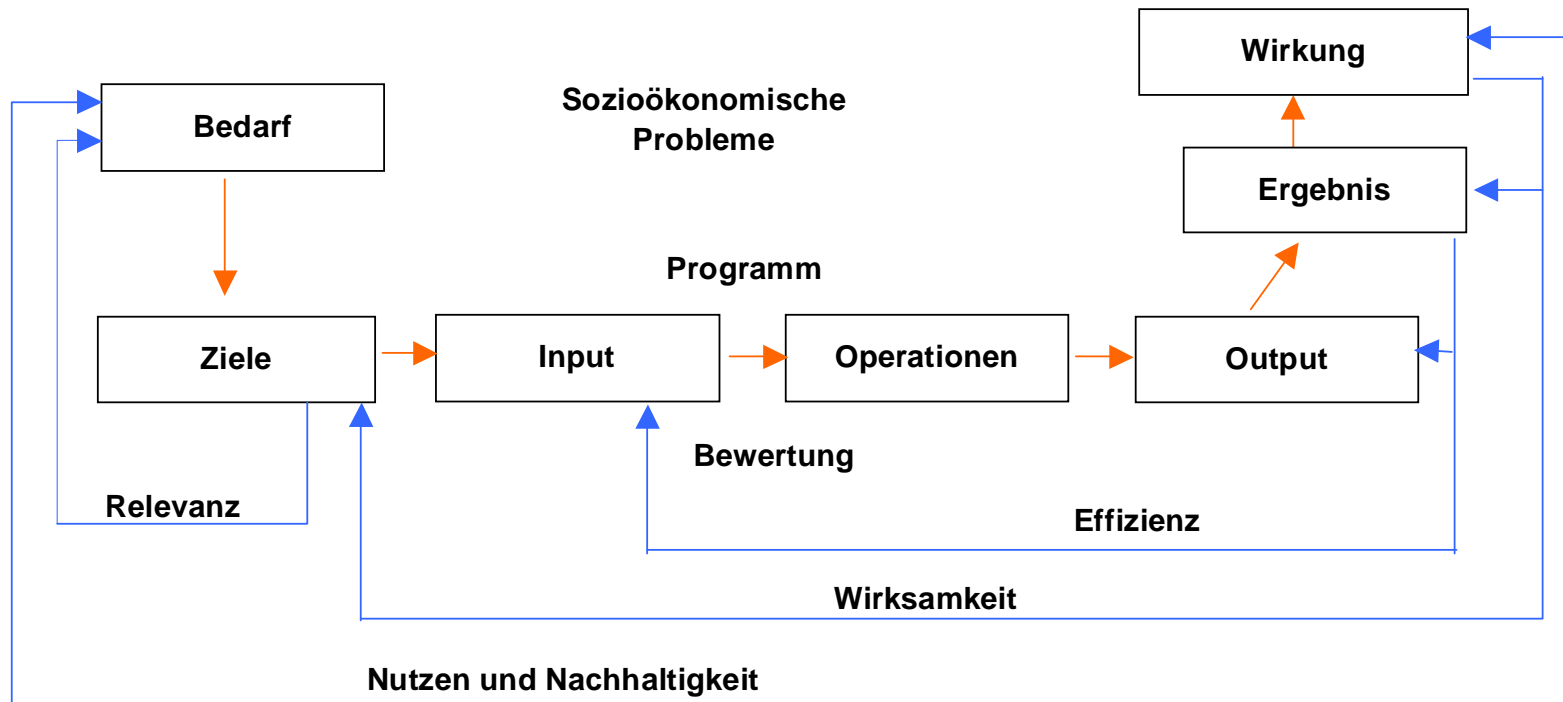 Wirkung
Sozioökonomische
Probleme
Bedarf
Ergebnis
Programm
Ziele
Input
Operationen
Output
Bewertung
Relevanz
Effizienz
Wirksamkeit
Nutzen und Nachhaltigkeit